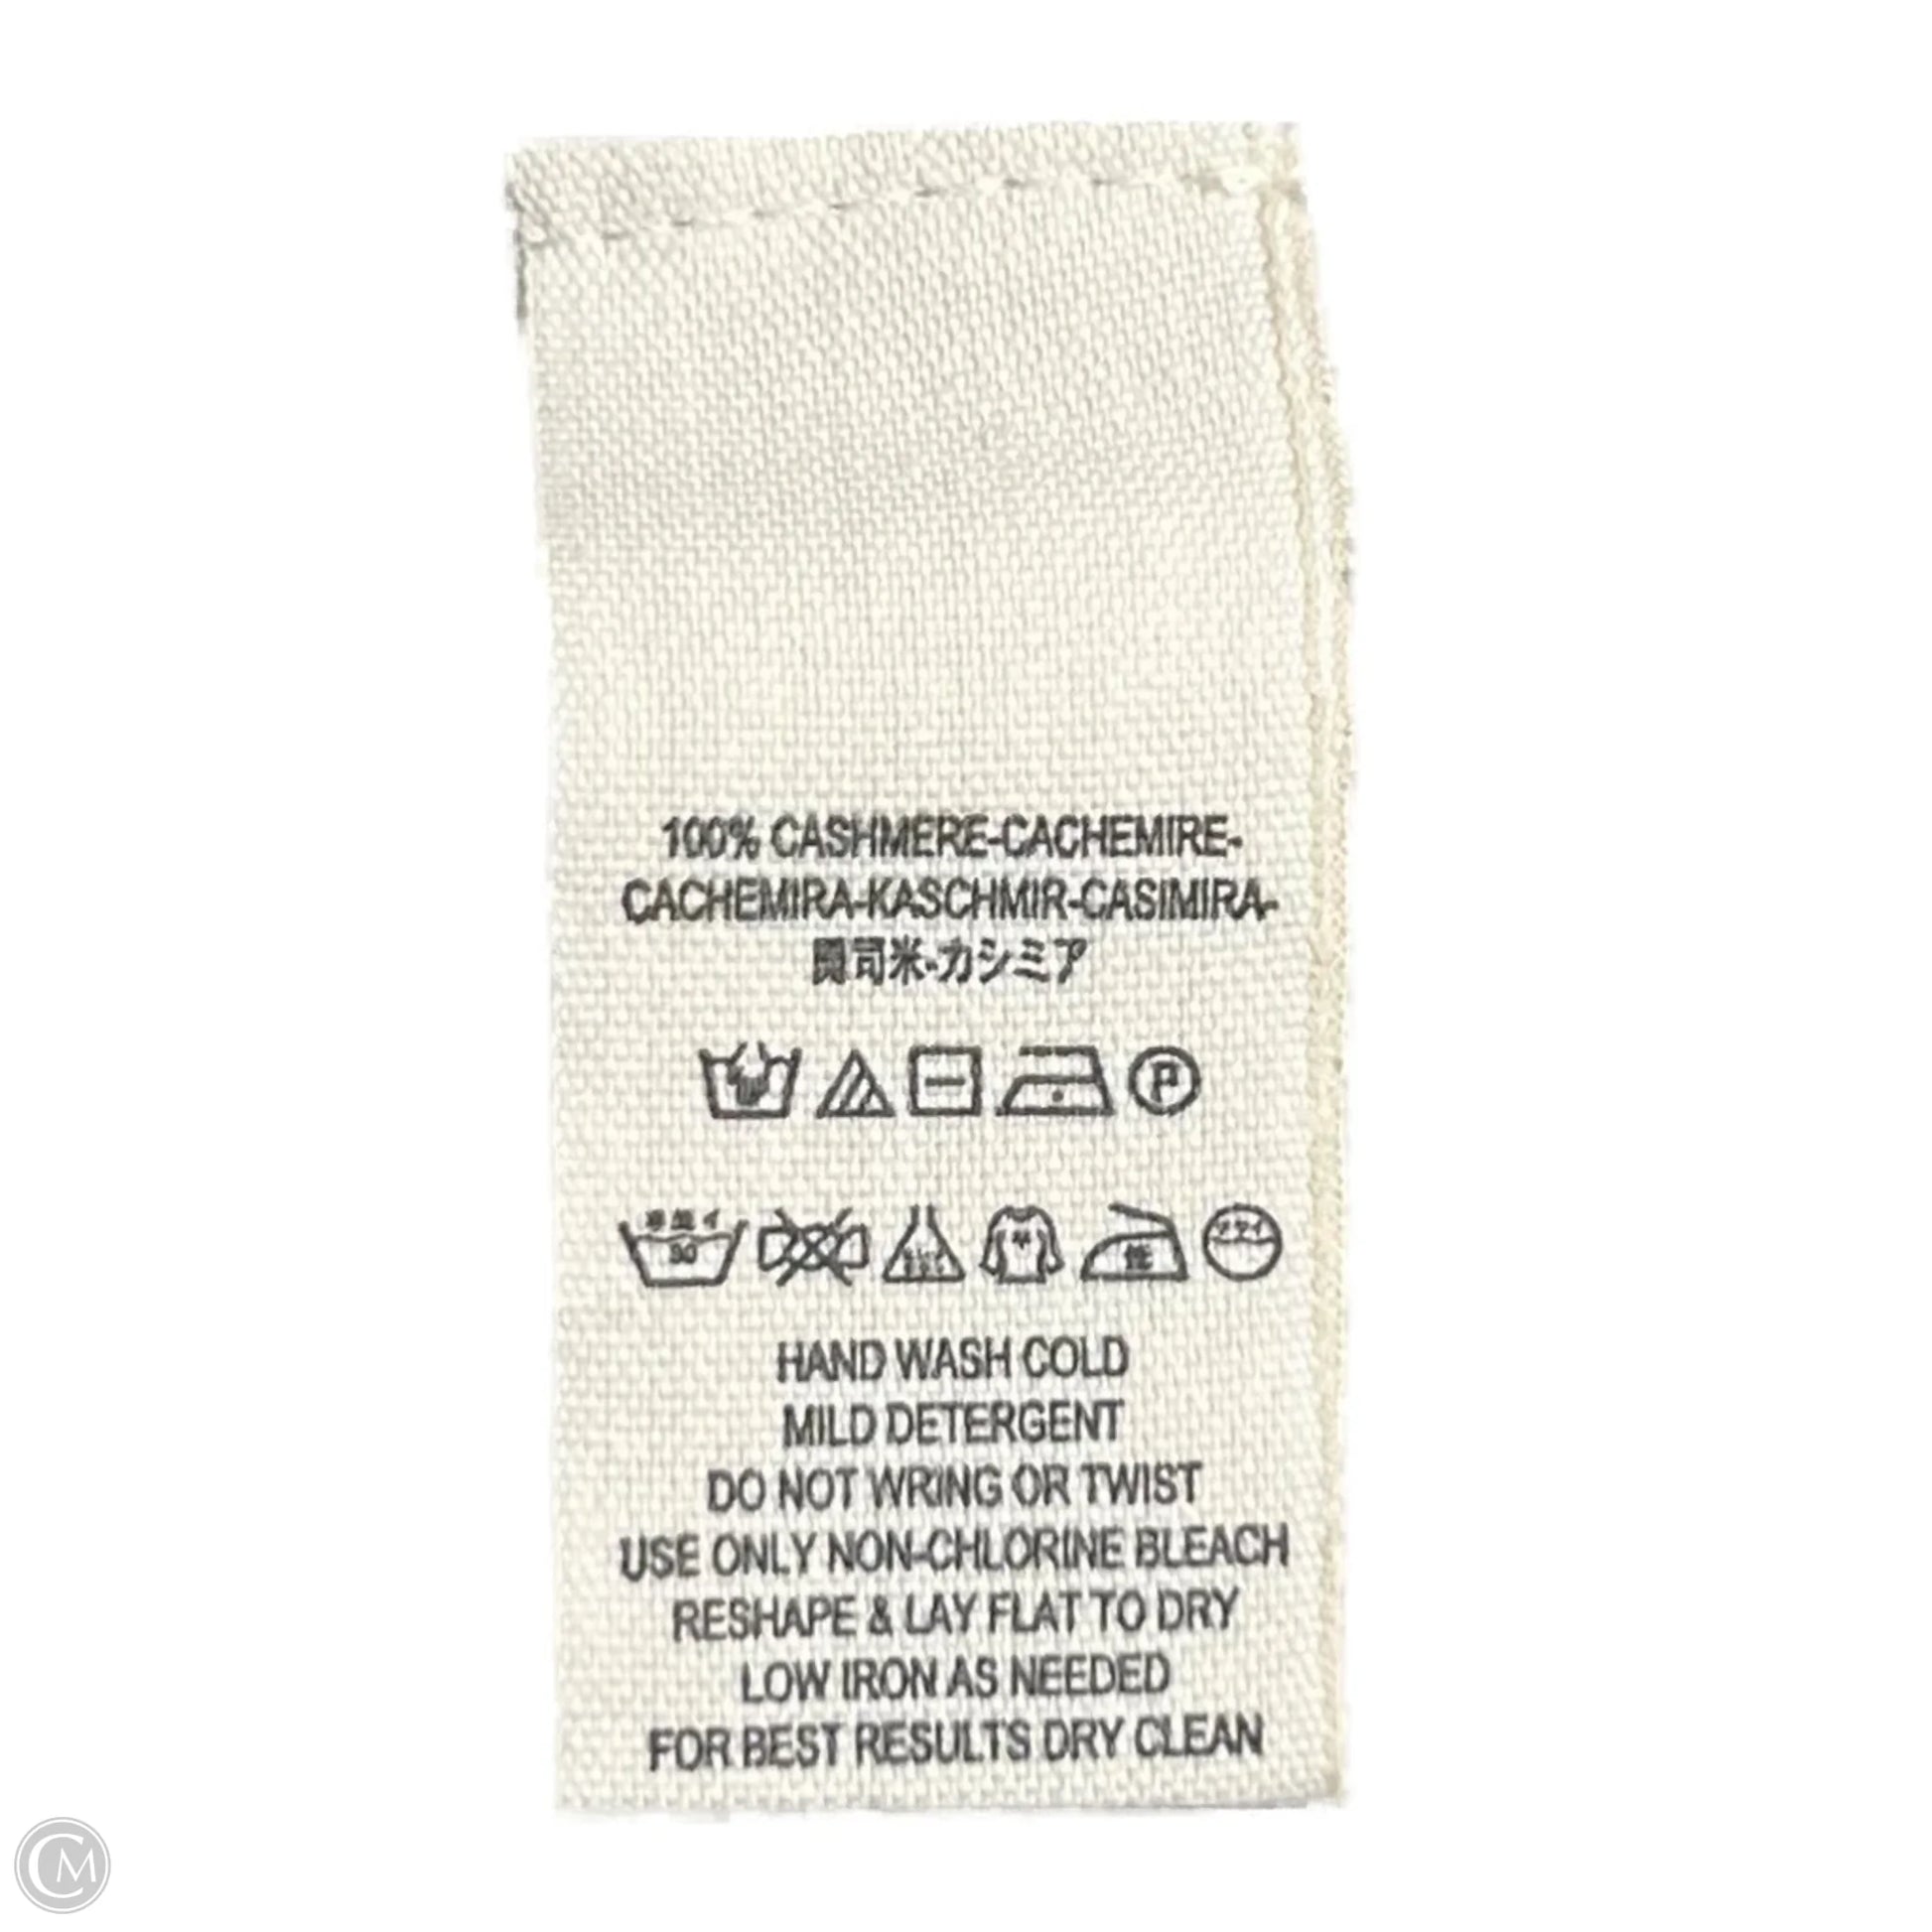 100% CASHMERE-CACHEMIRE-
CACHEMIRA-KASCHMIR-CASIMIRA-
開司米-カシミア
P
30
HAND WASH COLD
MILD DETERGENT
DO NOT WRING OR TWIST
USE ONLY NON-CHLORINE BLEACH
RESHAPE & LAY FLAT TO DRY
LOW IRON AS NEEDED
FOR BEST RESULTS DRY CLEAN
CM